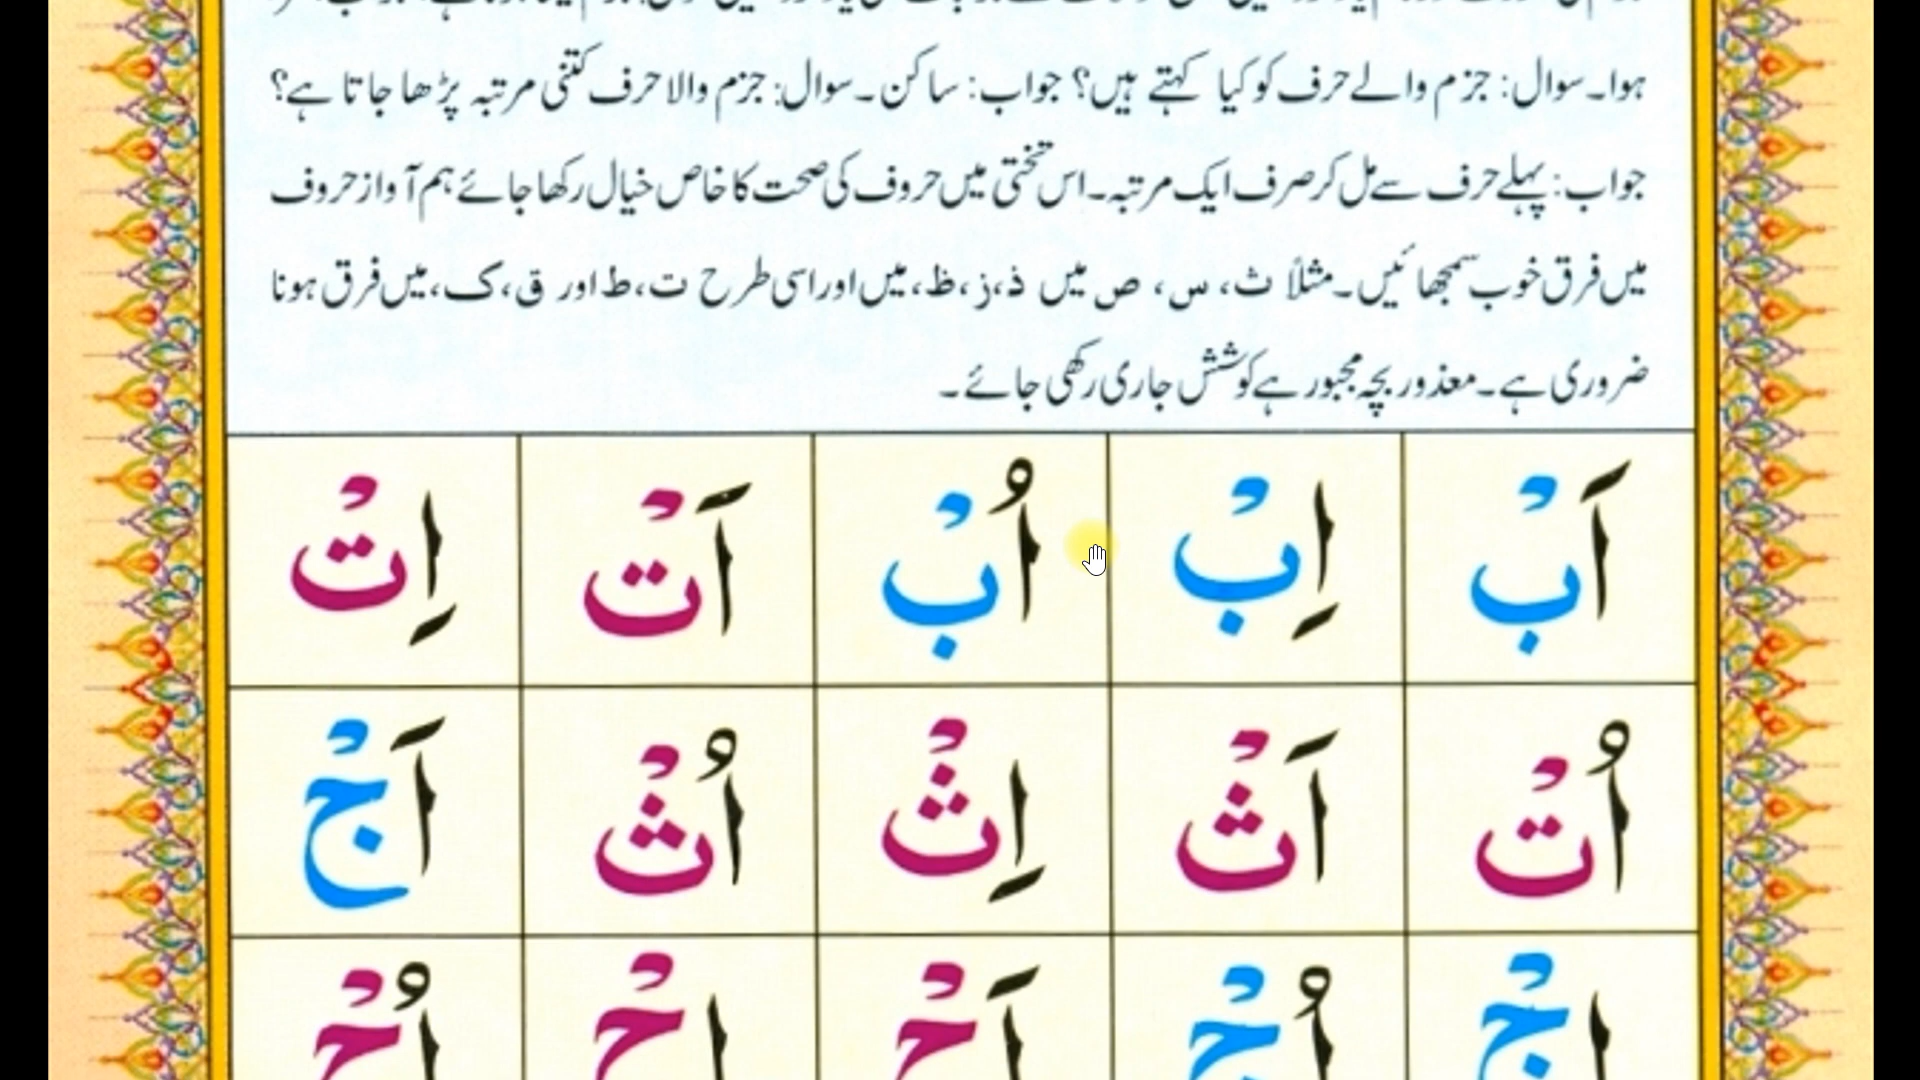 ہوا۔سوال: جزم والے حرف کو کیا کہتے ہیں؟ جواب: ساکن۔سوال: جزم والا حرف کتنی مرتبہ پڑھا جاتا ہے؟
جواب: پہلے حرف سے مل کر صرف ایک مرتبہ۔ اس تختی میں حروف کی صحت کا خاص خیال رکھا جائے ہم آواز حروف
میں فرق خوب سمجھائیں۔ مثلاً ث، س، ص میں ذ، ز، ظ، میں اور اسی طرح ت، ط اور ق، ک، میں فرق ہونا
ضروری ہے۔ معذور بچہ مجبور ہے کوشش جاری رکھی جائے۔
اَبْ اِبْ اُبْ اَتْ اِتْ
اُتْ اَثْ اِثْ اُثْ اَجْ
اجْ اُجْ اَحْ احْ اُحْ